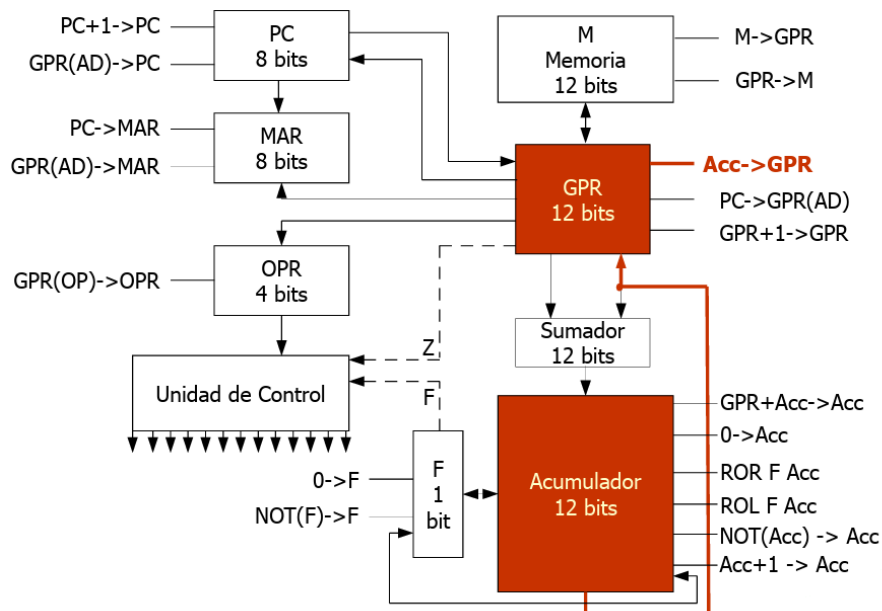 PC+1->PC
GPR(AD)->PC
PC
8 bits
M
Memoria
12 bits
M->GPR
GPR->M
PC->MAR
GPR(AD)->MAR
MAR
8 bits
GPR
12 bits
Acc->GPR
PC->GPR(AD)
GPR+1->GPR
GPR(OP)->OPR
OPR
4 bits
Z
Sumador
12 bits
Unidad de Control
F
GPR+Acc->Acc
0->Acc
ROR F Acc
ROL F Acc
NOT(Acc) -> Acc
Acc+1 -> Acc
Acumulador
12 bits
0->F
NOT(F)->F
F
1
bit